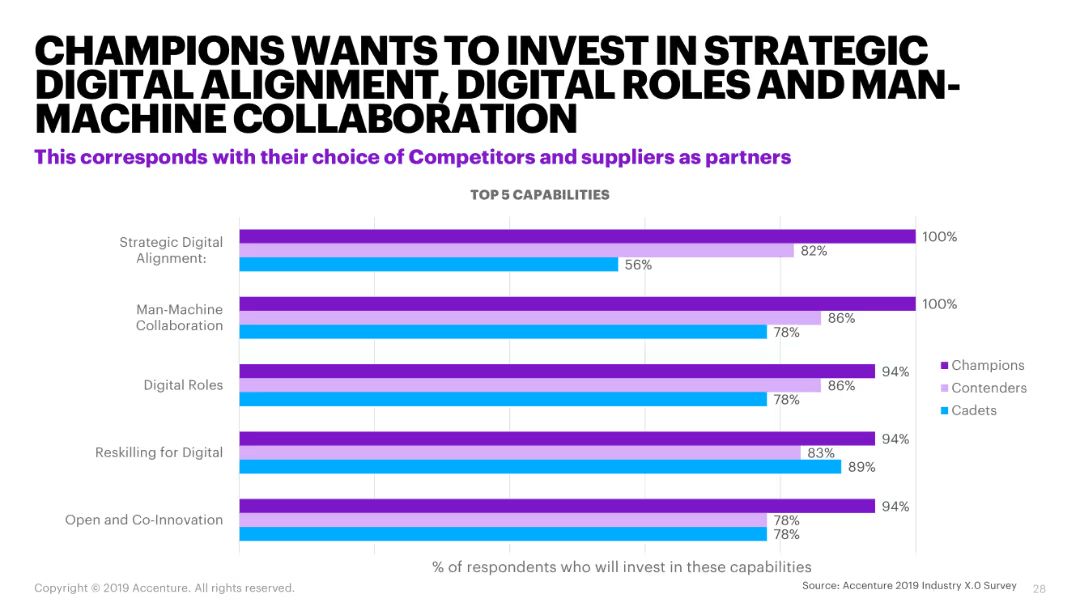 CHAMPIONS WANTS TO INVEST IN STRATEGIC
DIGITAL ALIGNMENT, DIGITAL ROLES AND MAN-
MACHINE COLLABORATION
This corresponds with their choice of Competitors and suppliers as partners
TOP 5 CAPABILITIES
Strategic Digital
Alignment:
100%
82%
56%
Man-Machine
Collaboration
100%
86%
78%
Digital Roles
94%
86%
78%
Reskilling for Digital
94%
83%
89%
Open and Co-Innovation
94%
78%
78%
Champions
Contenders
Cadets
% of respondents who will invest in these capabilities
Copyright © 2019 Accenture. All rights reserved.
Source: Accenture 2019 Industry X.0 Survey
28